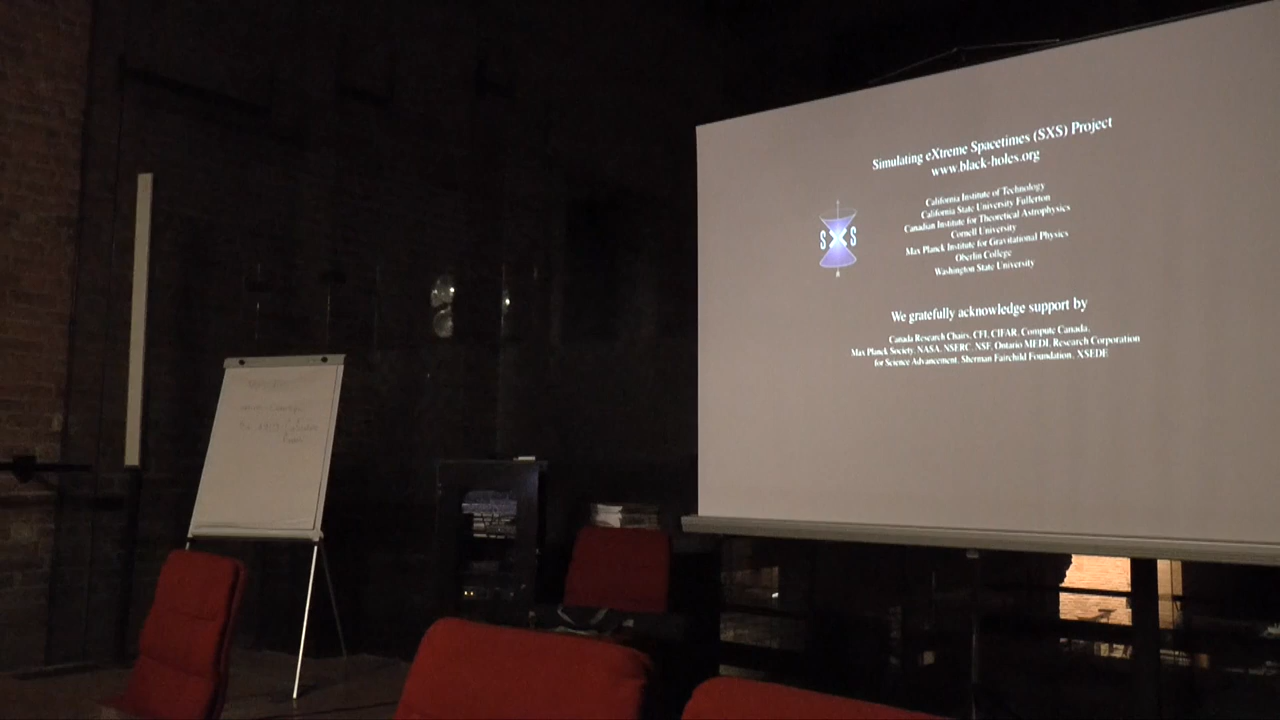 Simulating eXtreme Spacetimes (SXS) Project
www.black-holes.org
California Institute of Technology
California State University Fullerton
Canadian Institute for Theoretical Astrophysics
Cornell University
Max Planck Institute for Gravitational Physics
Oberlin College
Washington State University
SXS
We gratefully acknowledge support by
Canada Research Chairs, CFI, CIFAR, Compute Canada,
Max Planck Society, NASA, NSERC, NSF, Ontario MEDI, Research Corporation
for Science Advancement, Sherman Fairchild Foundation, XSEDE